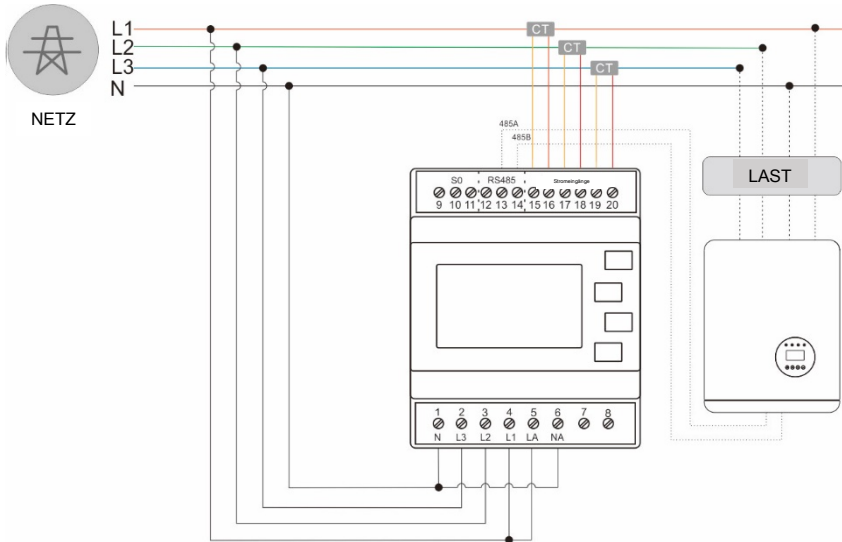 L1
L2
L3
N
NETZ
CT
CT
CT
485A
485B
LAST
S0 RS485 Stromeingänge
9 10 11 12 13 14 15 16 17 18 19 20
1 2 3 4 5 6 7 8
N L3 L2 L1 LA NA